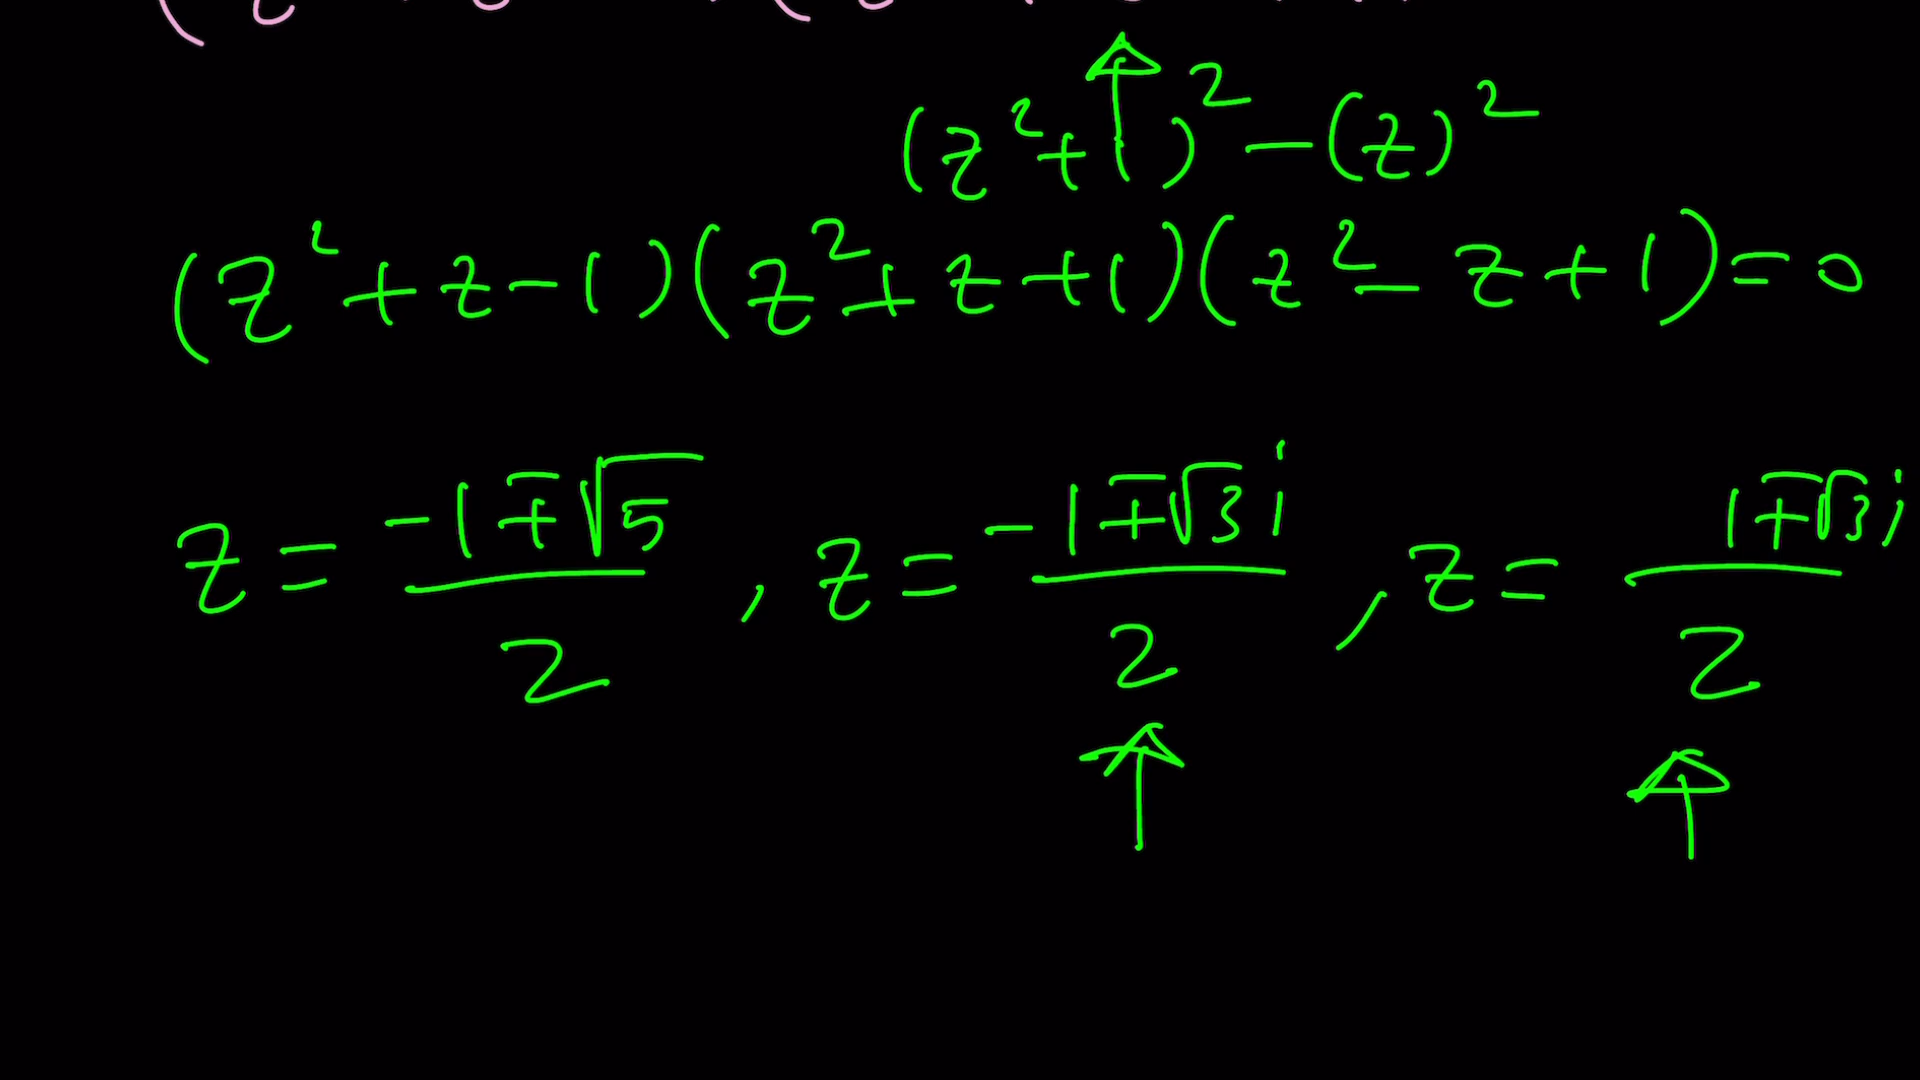 (z²+1)²-(z)²
(z²+z-1)(z²+z+1)(z²-z+1)=0
z = (-1∓√5)/2 , z = (-1∓√3 i)/2 , z = (1∓√3 i)/2